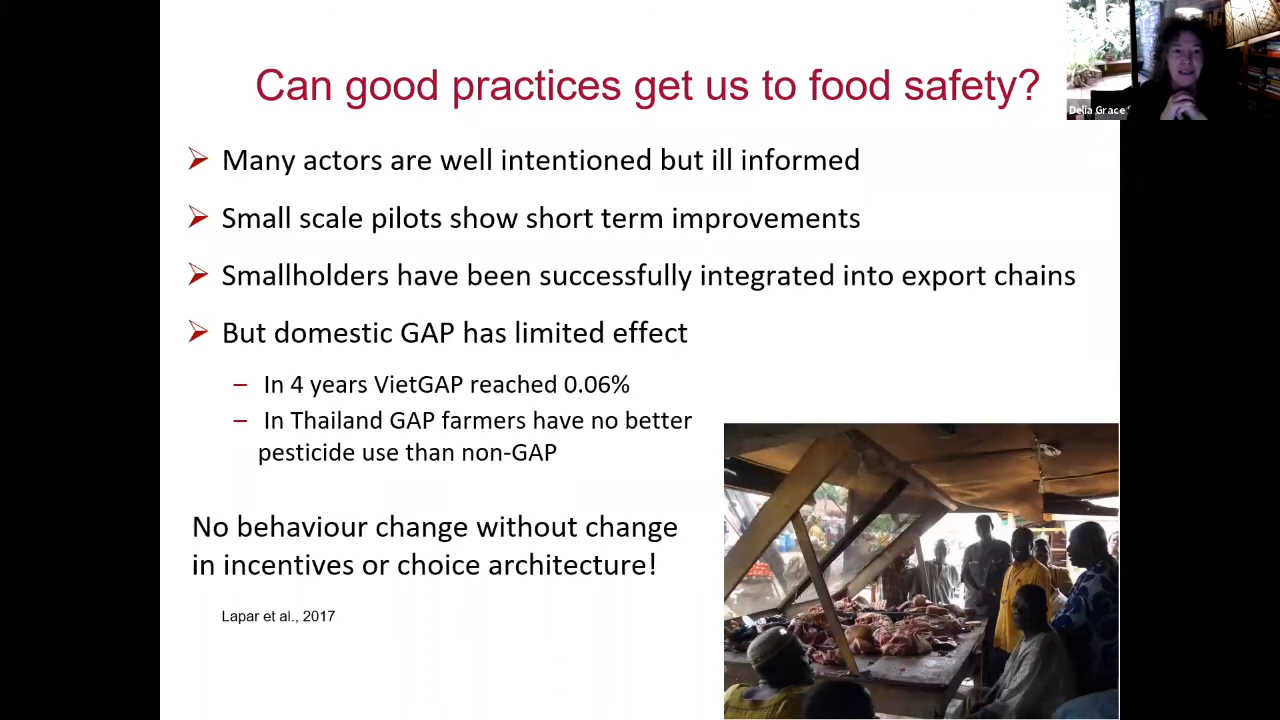 Can good practices get us to food safety?
Delia Grace
Many actors are well intentioned but ill informed
Small scale pilots show short term improvements
Smallholders have been successfully integrated into export chains
But domestic GAP has limited effect
– In 4 years VietGAP reached 0.06%
– In Thailand GAP farmers have no better
pesticide use than non-GAP
No behaviour change without change
in incentives or choice architecture!
Lapar et al., 2017